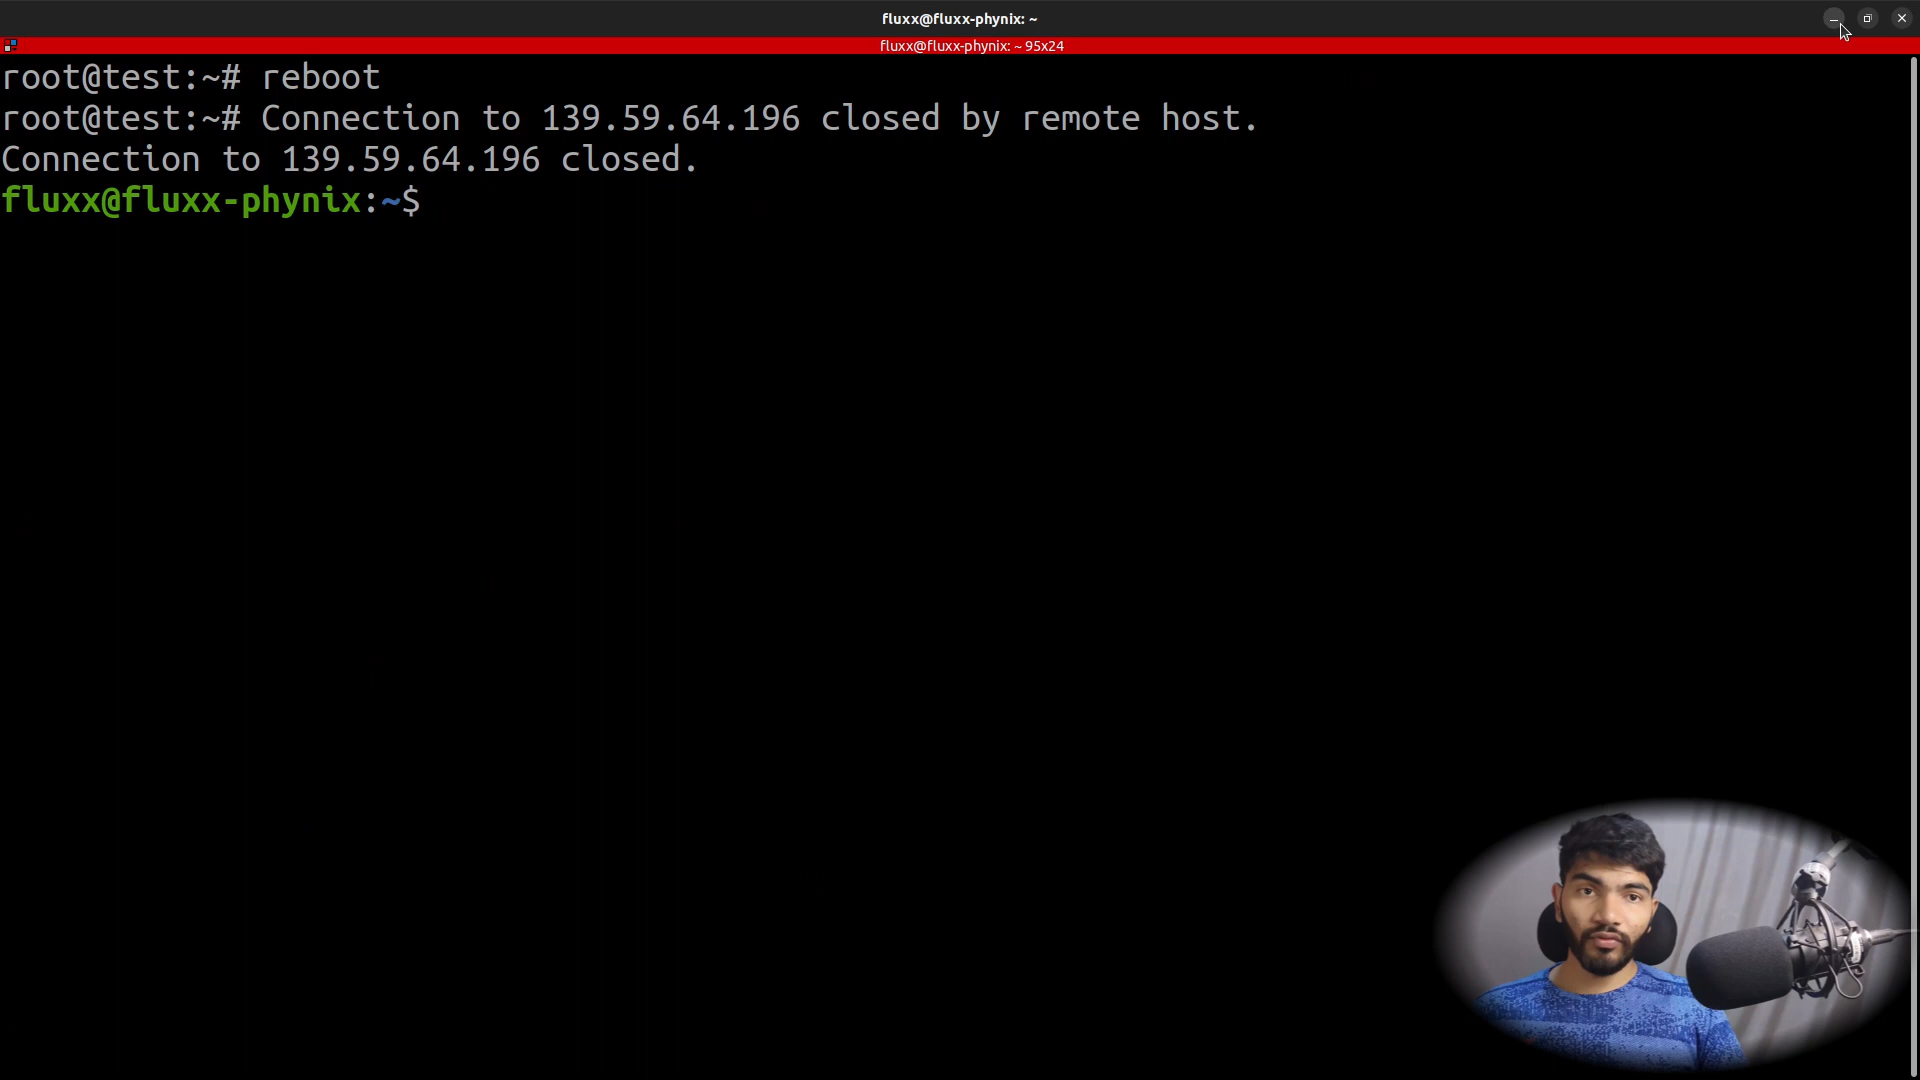 fluxx@fluxx-phynix: ~
fluxx@fluxx-phynix: ~ 95x24
root@test:~# reboot
root@test:~# Connection to 139.59.64.196 closed by remote host.
Connection to 139.59.64.196 closed.
fluxx@fluxx-phynix:~$